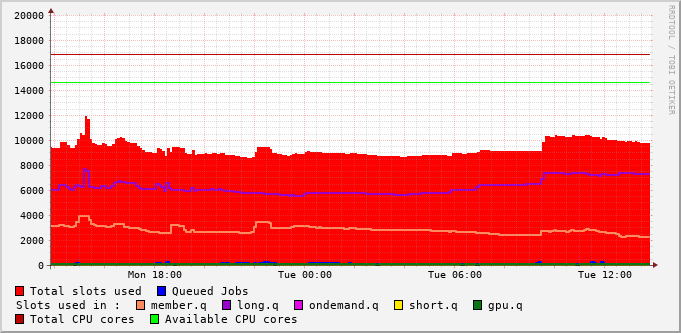 20000
18000
16000
14000
12000
10000
8000
6000
4000
2000
0
Mon 18:00 Tue 00:00 Tue 06:00 Tue 12:00
RRDTOOL / TOBI OETIKER
Total slots used Queued Jobs
Slots used in : member.q long.q ondemand.q short.q gpu.q
Total CPU cores Available CPU cores